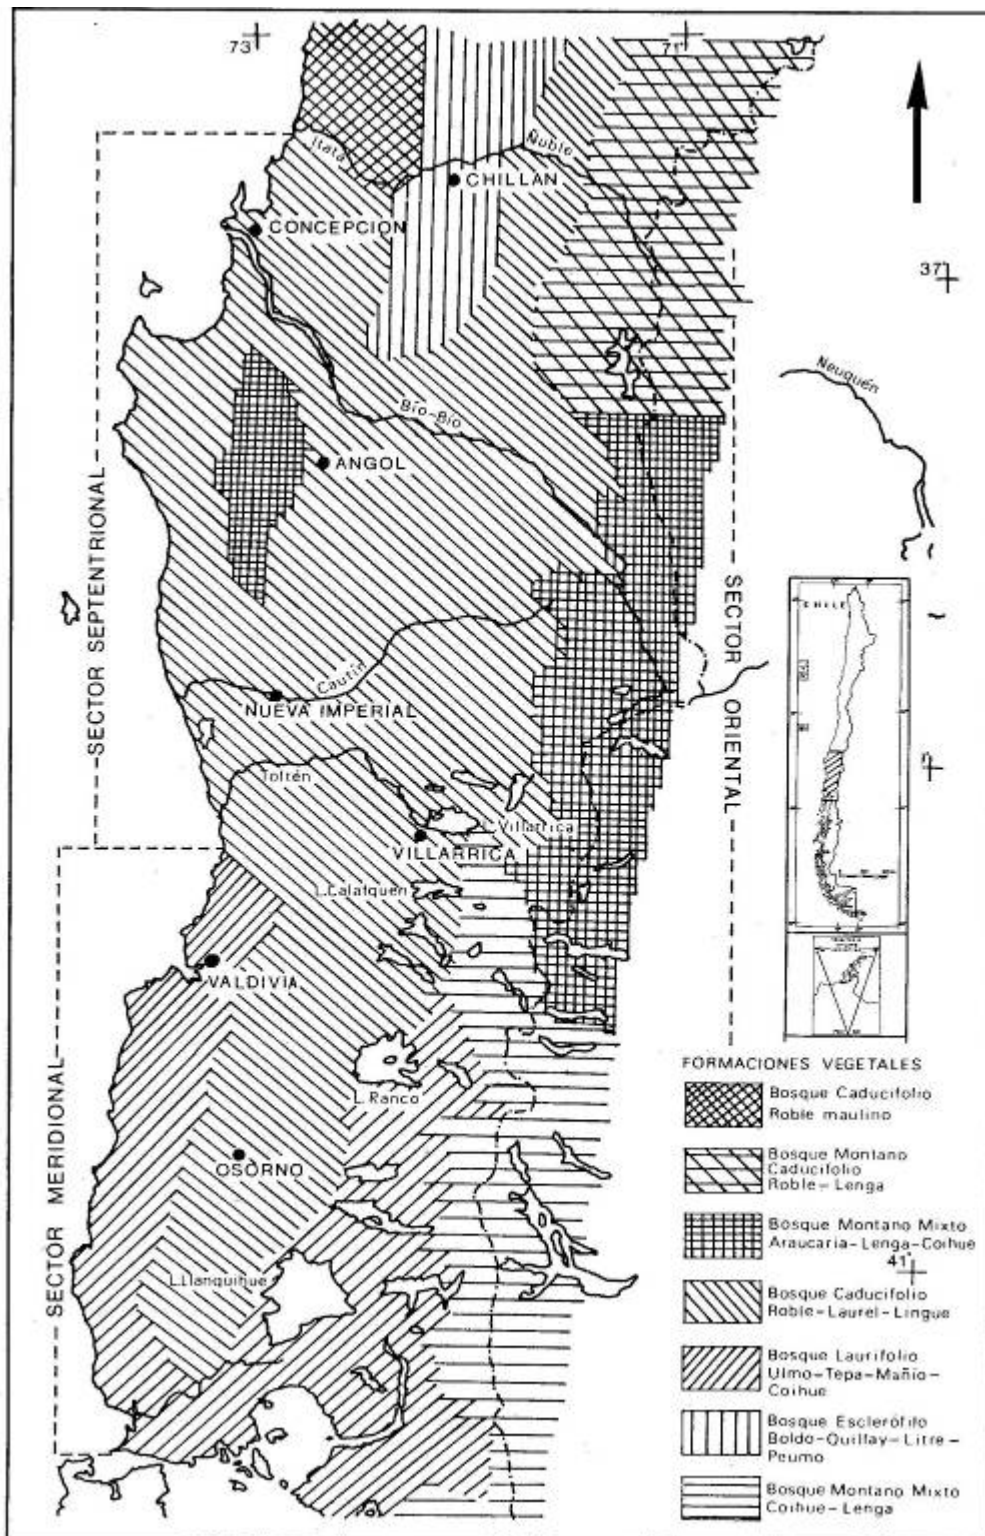 73
71°
Itata
Ñuble
CHILLAN
CONCEPCION
37°
Neuquén
Bío-Bío
ANGOL
SECTOR SEPTENTRIONAL
SECTOR ORIENTAL
CHILE
Cautín
NUEVA IMPERIAL
Toltén
L. Villarrica
VILLARRICA
L. Calafquén
VALDIVIA
SECTOR MERIDIONAL
L. Ranco
OSORNO
L. Llanquihue
FORMACIONES VEGETALES
Bosque Caducifolio
Roble maulino
Bosque Montano
Caducifolio
Roble-Lenga
Bosque Montano Mixto
Araucaria-Lenga-Coihue
41°
Bosque Caducifolio
Roble-Laurel-Lingue
Bosque Laurifolio
Ulmo-Tepa-Mañío-
Coihue
Bosque Esclerófilo
Boldo-Quillay-Litre-
Peumo
Bosque Montano Mixto
Coihue-Lenga